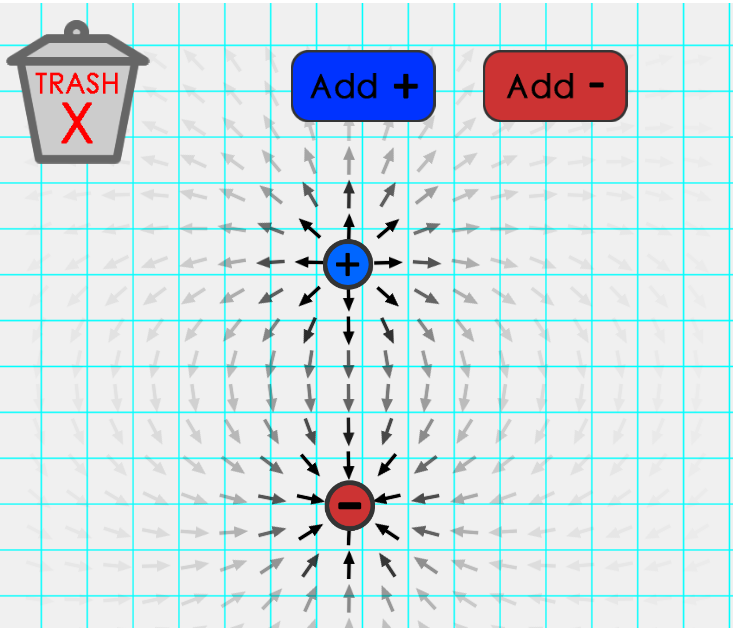 TRASH
X
Add +
Add -
+
-